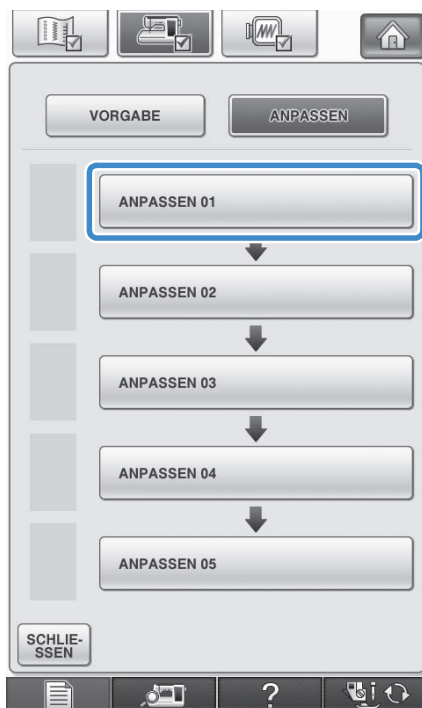 VORGABE
ANPASSEN
ANPASSEN 01
ANPASSEN 02
ANPASSEN 03
ANPASSEN 04
ANPASSEN 05
SCHLIE-
SSEN
?